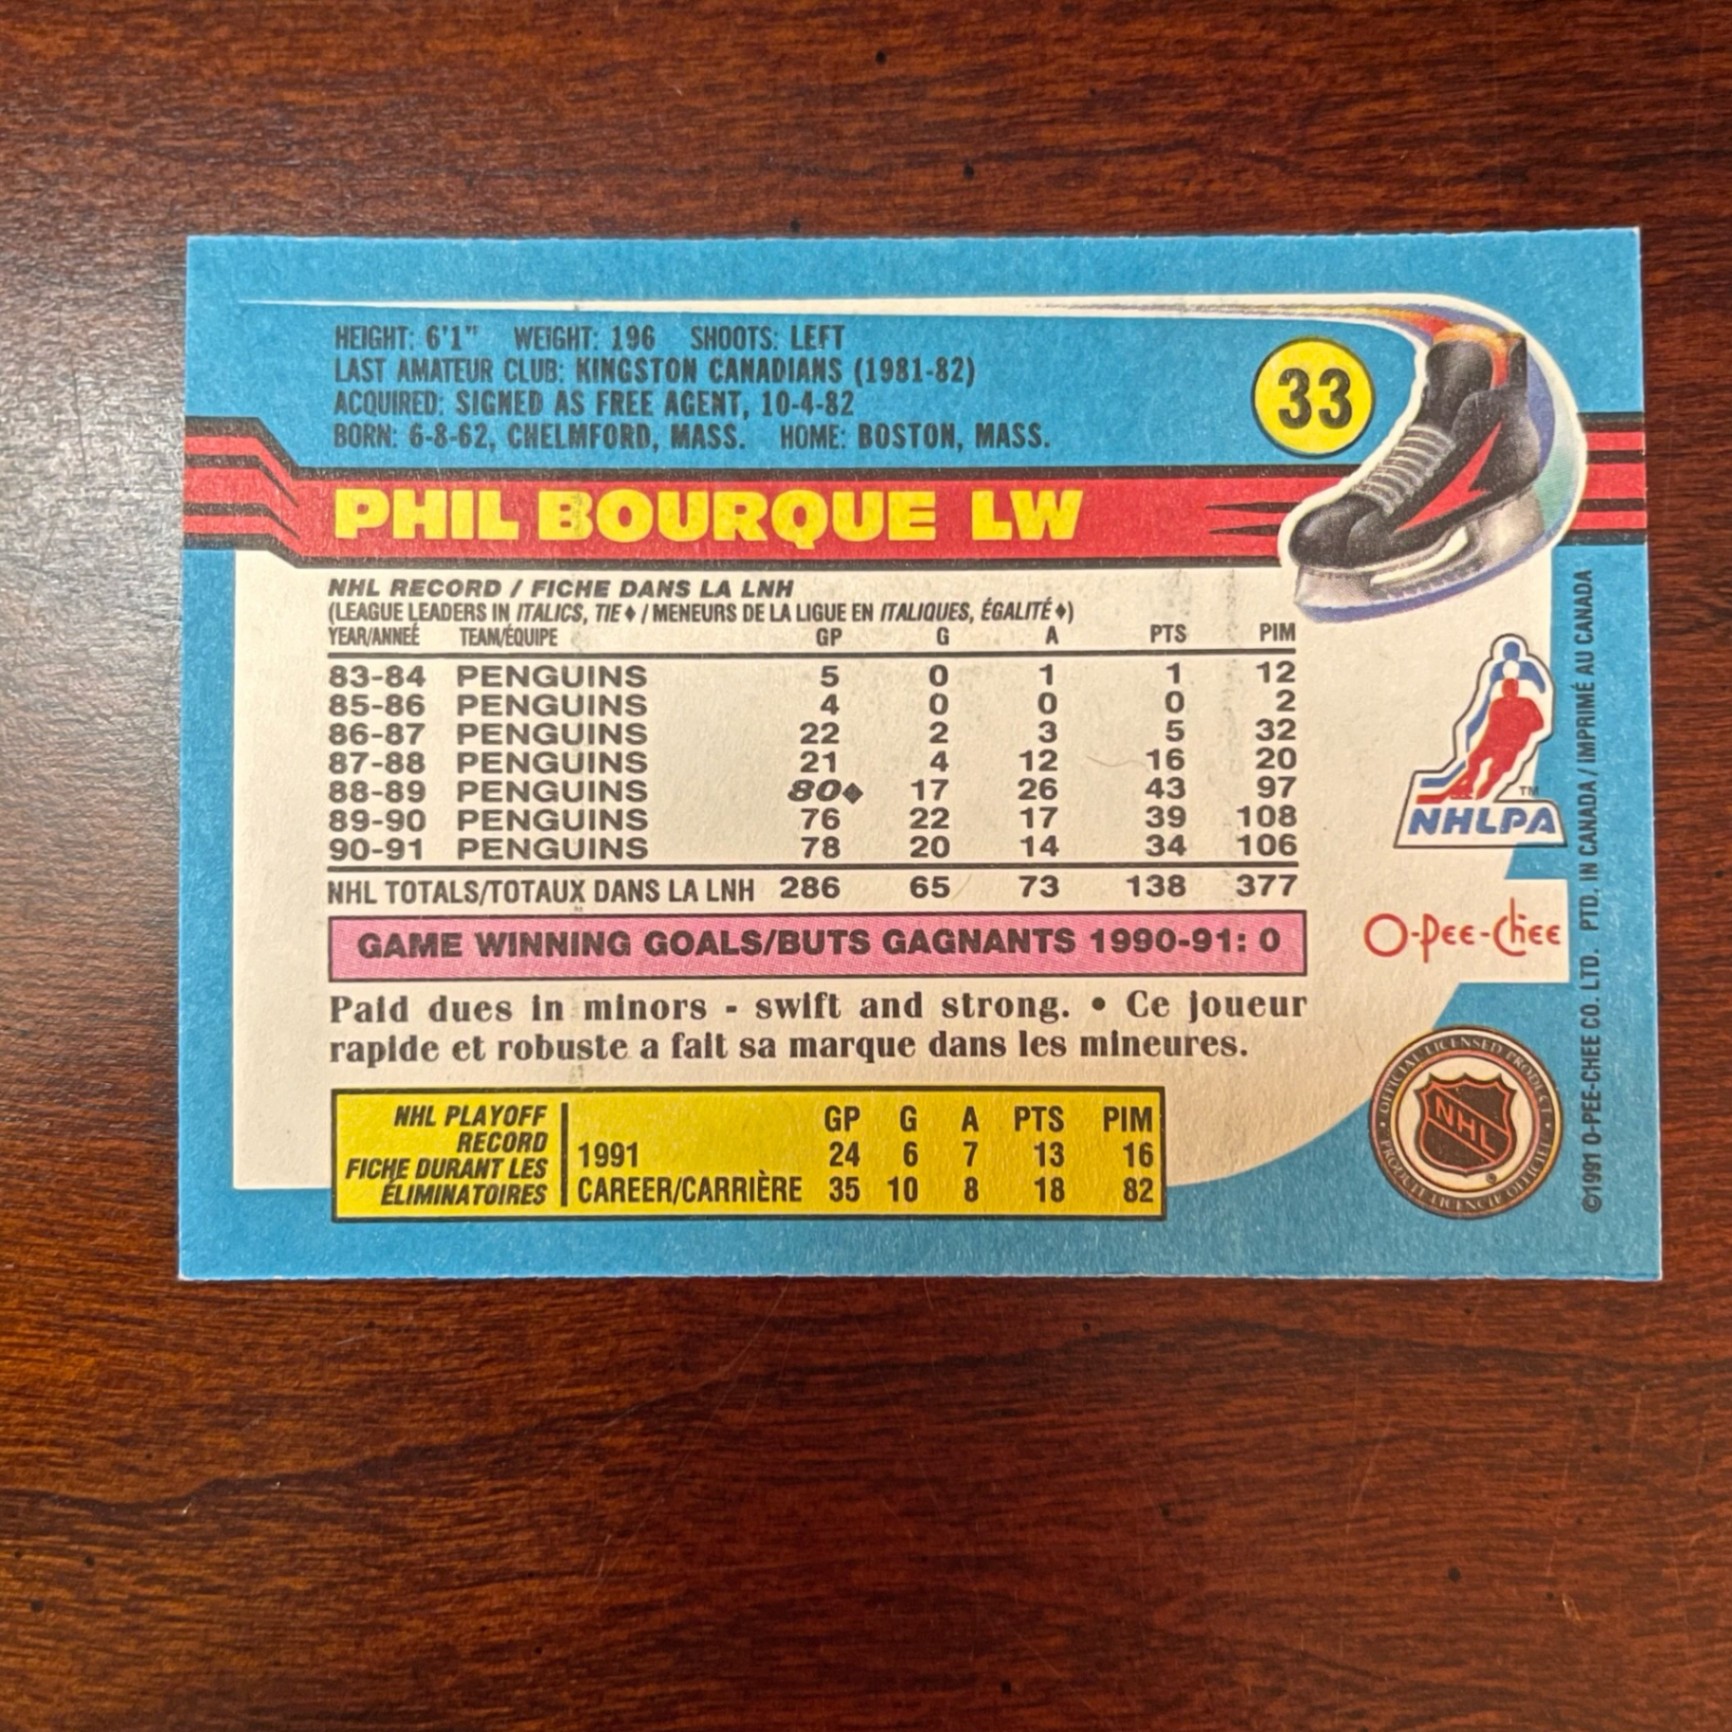 HEIGHT: 6'1" WEIGHT: 196 SHOOTS: LEFT
LAST AMATEUR CLUB: KINGSTON CANADIANS (1981-82)
ACQUIRED: SIGNED AS FREE AGENT, 10-4-82
BORN: 6-8-62, CHELMFORD, MASS. HOME: BOSTON, MASS.
33
PHIL BOURQUE LW
NHL RECORD / FICHE DANS LA LNH
(LEAGUE LEADERS IN ITALICS, TIE ♦ / MENEURS DE LA LIGUE EN ITALIQUES, ÉGALITÉ ♦)
YEAR/ANNEÉ TEAM/ÉQUIPE GP G A PTS PIM
83-84 PENGUINS 5 0 1 1 12
85-86 PENGUINS 4 0 0 0 2
86-87 PENGUINS 22 2 3 5 32
87-88 PENGUINS 21 4 12 16 20
88-89 PENGUINS 80♦ 17 26 43 97
89-90 PENGUINS 76 22 17 39 108
90-91 PENGUINS 78 20 14 34 106
NHL TOTALS/TOTAUX DANS LA LNH 286 65 73 138 377
GAME WINNING GOALS/BUTS GAGNANTS 1990-91: 0
Paid dues in minors - swift and strong. • Ce joueur
rapide et robuste a fait sa marque dans les mineures.
NHL PLAYOFF
RECORD
FICHE DURANT LES
ÉLIMINATOIRES
GP G A PTS PIM
1991 24 6 7 13 16
CAREER/CARRIÈRE 35 10 8 18 82
TM
NHLPA
O-Pee-Chee
• OFFICIAL LICENSED PRODUCT •
NHL
®
PRODUIT LICENCIÉ OFFICIEL
©1991 O-PEE-CHEE CO. LTD. PTD. IN CANADA / IMPRIMÉ AU CANADA